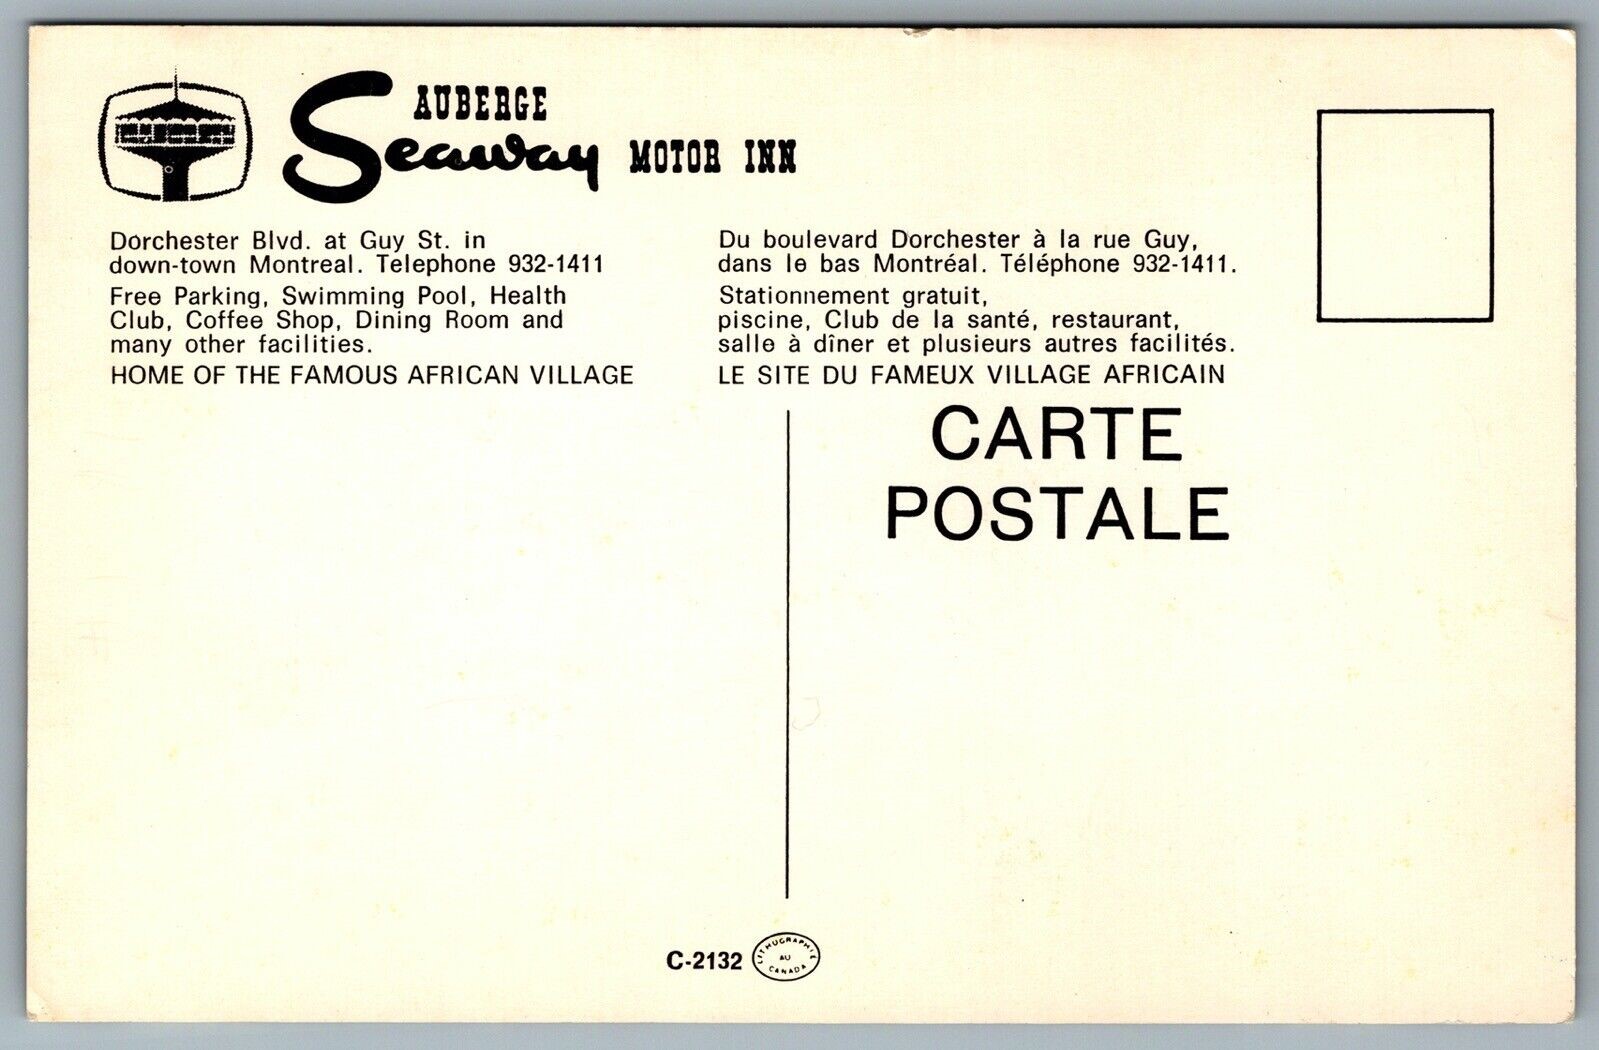 AUBERGE
Seaway MOTOR INN
Dorchester Blvd. at Guy St. in
down-town Montreal. Telephone 932-1411
Free Parking, Swimming Pool, Health
Club, Coffee Shop, Dining Room and
many other facilities.
HOME OF THE FAMOUS AFRICAN VILLAGE
Du boulevard Dorchester à la rue Guy,
dans le bas Montréal. Téléphone 932-1411.
Stationnement gratuit,
piscine, Club de la santé, restaurant,
salle à dîner et plusieurs autres facilités.
LE SITE DU FAMEUX VILLAGE AFRICAIN
CARTE
POSTALE
C-2132
LITHOGRAPHIE
AU
CANADA